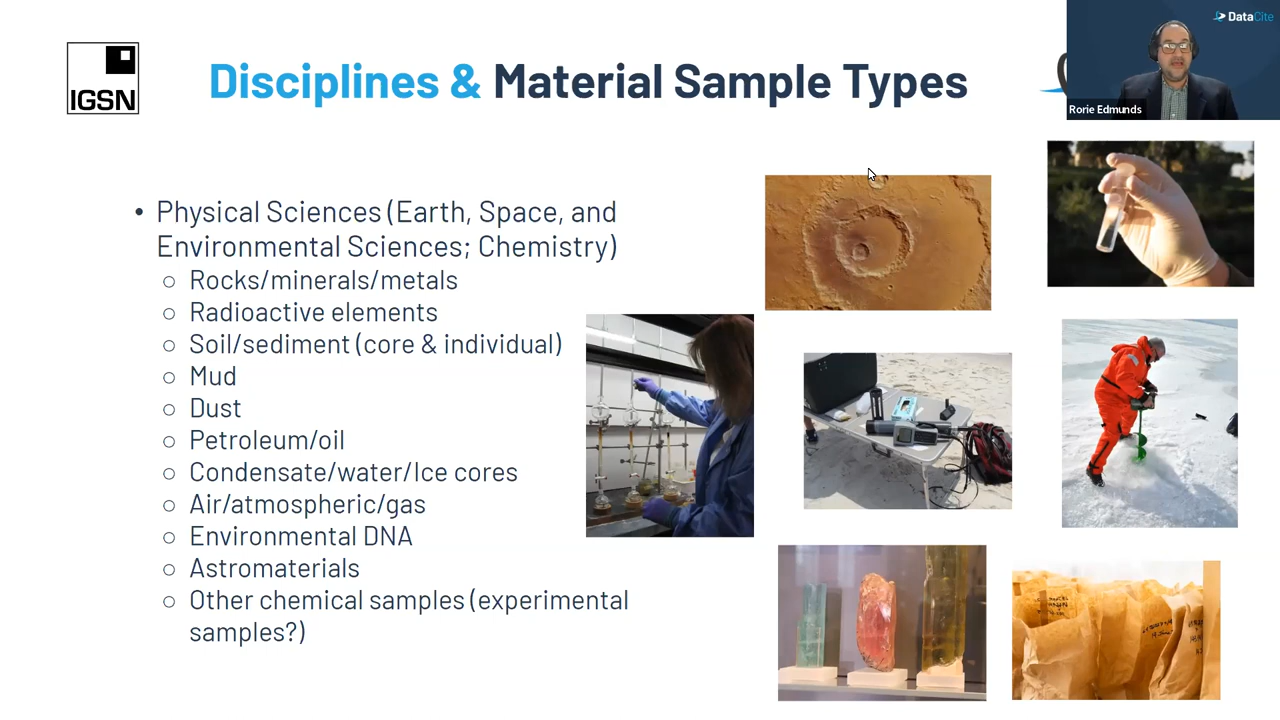 DataCite
IGSN
Disciplines & Material Sample Types
Rorie Edmunds
• Physical Sciences (Earth, Space, and
Environmental Sciences; Chemistry)
○ Rocks/minerals/metals
○ Radioactive elements
○ Soil/sediment (core & individual)
○ Mud
○ Dust
○ Petroleum/oil
○ Condensate/water/Ice cores
○ Air/atmospheric/gas
○ Environmental DNA
○ Astromaterials
○ Other chemical samples (experimental
samples?)